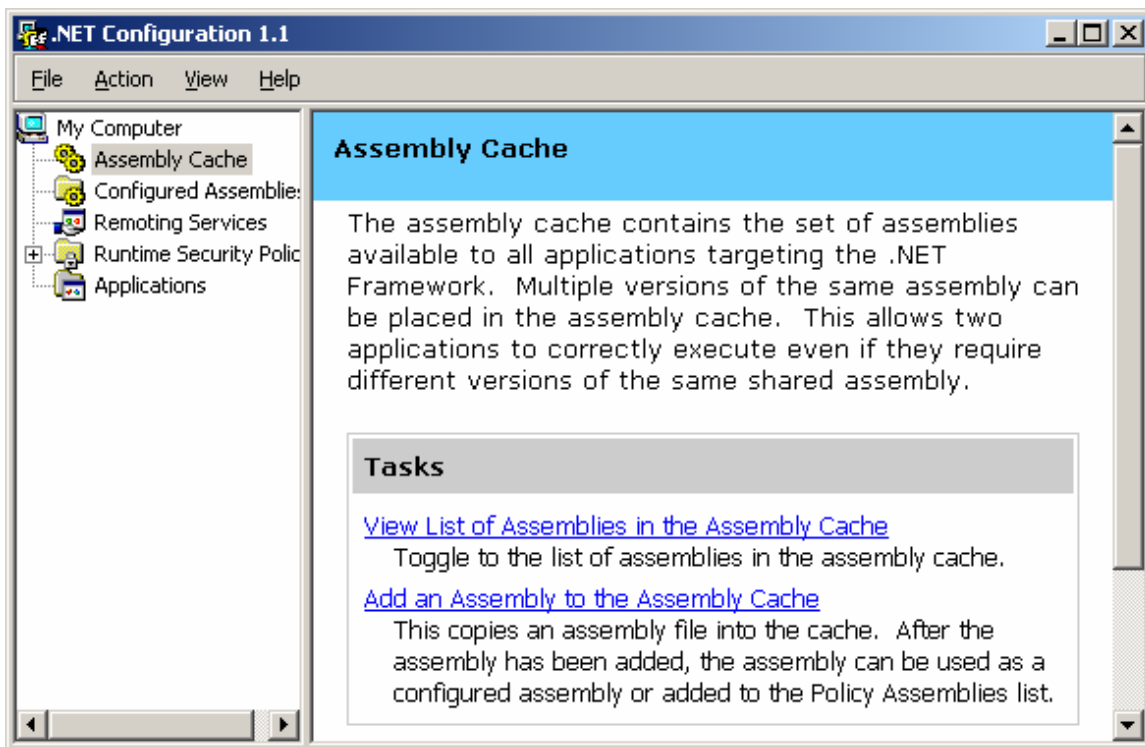 .NET Configuration 1.1
File Action View Help
My Computer
Assembly Cache
Configured Assemblie
Remoting Services
Runtime Security Polic
Applications
Assembly Cache
The assembly cache contains the set of assemblies
available to all applications targeting the .NET
Framework. Multiple versions of the same assembly can
be placed in the assembly cache. This allows two
applications to correctly execute even if they require
different versions of the same shared assembly.
Tasks
View List of Assemblies in the Assembly Cache
Toggle to the list of assemblies in the assembly cache.
Add an Assembly to the Assembly Cache
This copies an assembly file into the cache. After the
assembly has been added, the assembly can be used as a
configured assembly or added to the Policy Assemblies list.